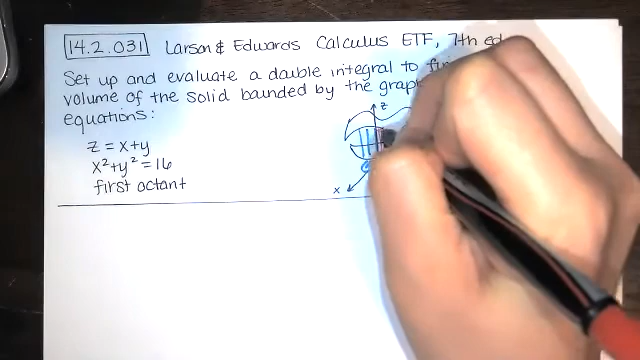 14.2.031 Larson & Edwards Calculus ETF, 7th ed
Set up and evaluate a double integral to
volume of the solid bounded by the graph
equations:
z = x+y
x²+y² = 16
first octant
z
x